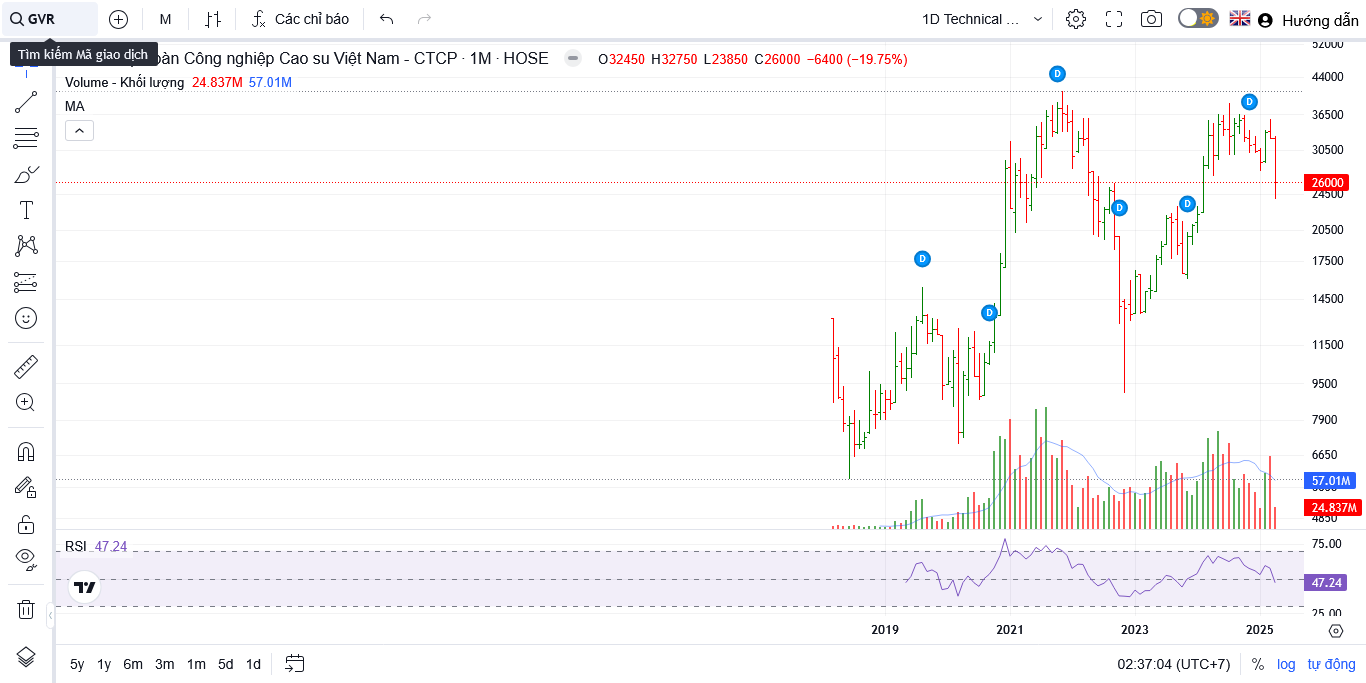 GVR M Các chỉ báo 1D Technical ... Hướng dẫn
Tìm kiếm Mã giao dịch
oàn Công nghiệp Cao su Việt Nam - CTCP · 1M · HOSE O32450 H32750 L23850 C26000 −6400 (−19.75%)
Volume - Khối lượng 24.837M 57.01M
MA
D
D
D
D
D
D
52000
44000
36500
30500
26000
24500
20500
17500
14500
11500
9500
7900
6650
57.01M
24.837M
4850
RSI 47.24
75.00
47.24
25.00
2019 2021 2023 2025
5y 1y 6m 3m 1m 5d 1d 02:37:04 (UTC+7) % log tự động